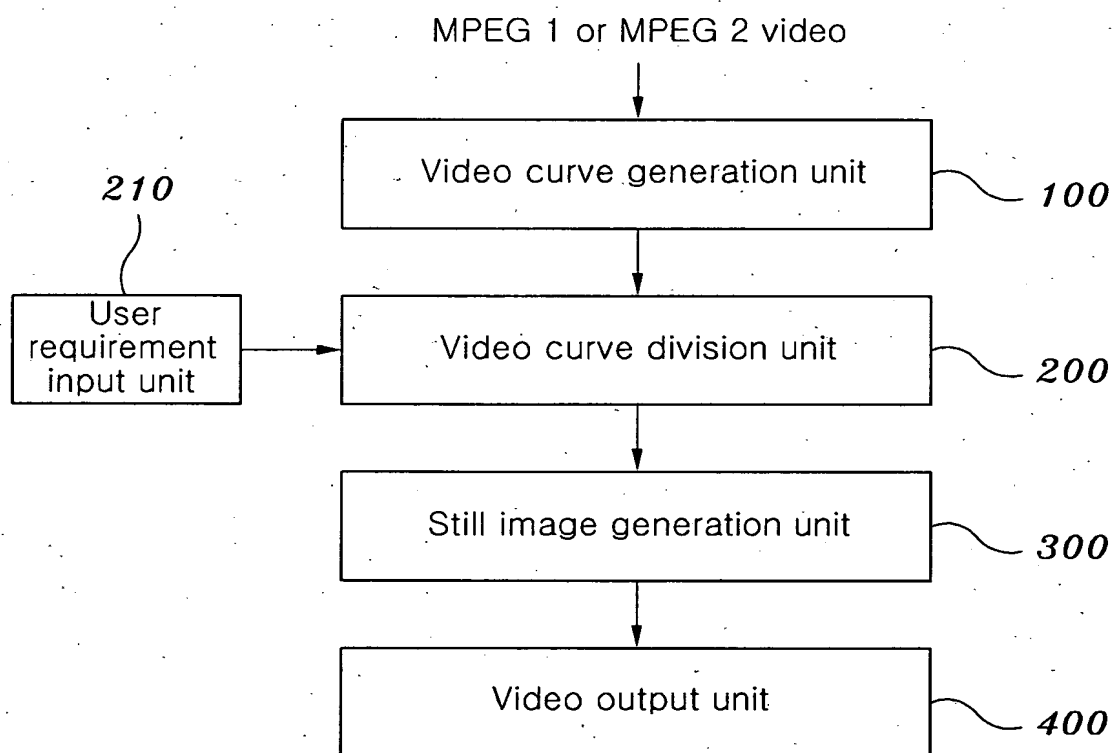 MPEG 1 or MPEG 2 video
Video curve generation unit
100
210
User
requirement
input unit
Video curve division unit
200
Still image generation unit
300
Video output unit
400